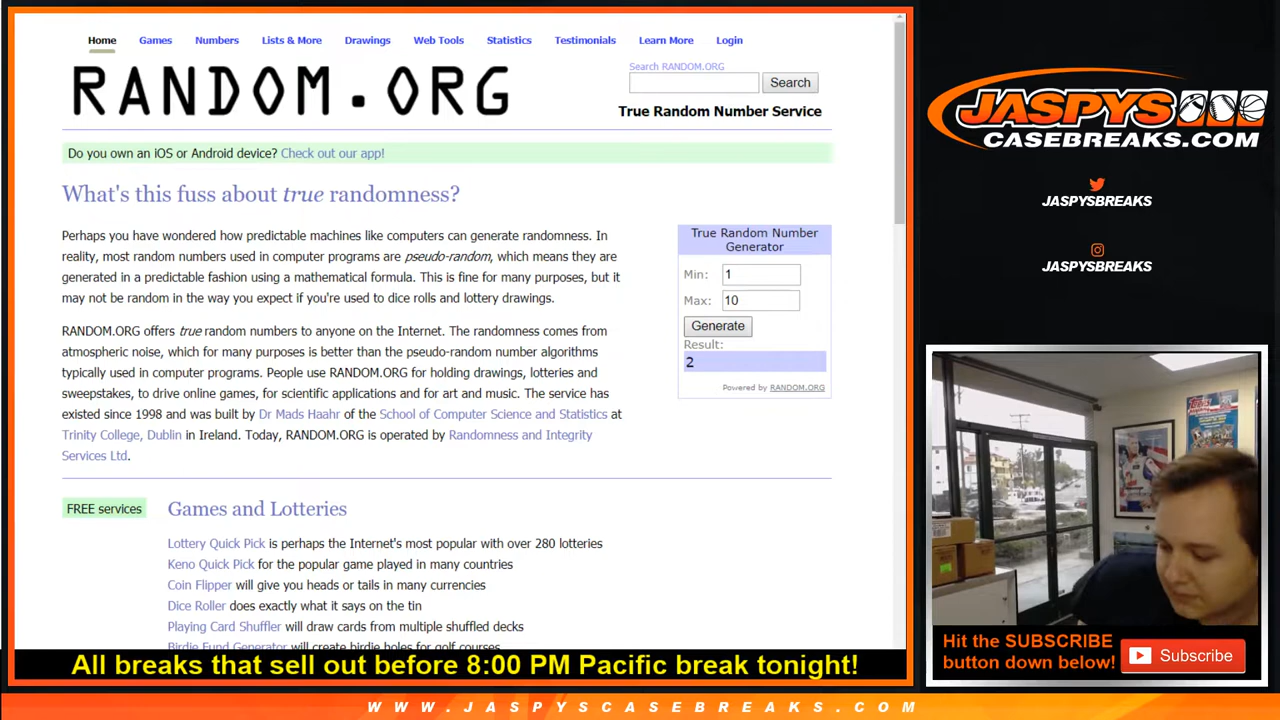 Home Games Numbers Lists & More Drawings Web Tools Statistics Testimonials Learn More Login
RANDOM.ORG
Search RANDOM.ORG
Search
True Random Number Service
Do you own an iOS or Android device? Check out our app!
What's this fuss about true randomness?
Perhaps you have wondered how predictable machines like computers can generate randomness. In
reality, most random numbers used in computer programs are pseudo-random, which means they are
generated in a predictable fashion using a mathematical formula. This is fine for many purposes, but it
may not be random in the way you expect if you're used to dice rolls and lottery drawings.
RANDOM.ORG offers true random numbers to anyone on the Internet. The randomness comes from
atmospheric noise, which for many purposes is better than the pseudo-random number algorithms
typically used in computer programs. People use RANDOM.ORG for holding drawings, lotteries and
sweepstakes, to drive online games, for scientific applications and for art and music. The service has
existed since 1998 and was built by Dr Mads Haahr of the School of Computer Science and Statistics at
Trinity College, Dublin in Ireland. Today, RANDOM.ORG is operated by Randomness and Integrity
Services Ltd.
True Random Number
Generator
Min: 1
Max: 10
Generate
Result:
2
Powered by RANDOM.ORG
FREE services
Games and Lotteries
Lottery Quick Pick is perhaps the Internet's most popular with over 280 lotteries
Keno Quick Pick for the popular game played in many countries
Coin Flipper will give you heads or tails in many currencies
Dice Roller does exactly what it says on the tin
Playing Card Shuffler will draw cards from multiple shuffled decks
Birdie Fund Generator will create birdie holes for golf courses
All breaks that sell out before 8:00 PM Pacific break tonight!
WWW.JASPYSCASEBREAKS.COM
JASPYS
CASEBREAKS.COM
JASPYSBREAKS
JASPYSBREAKS
Hit the SUBSCRIBE
button down below!
Subscribe